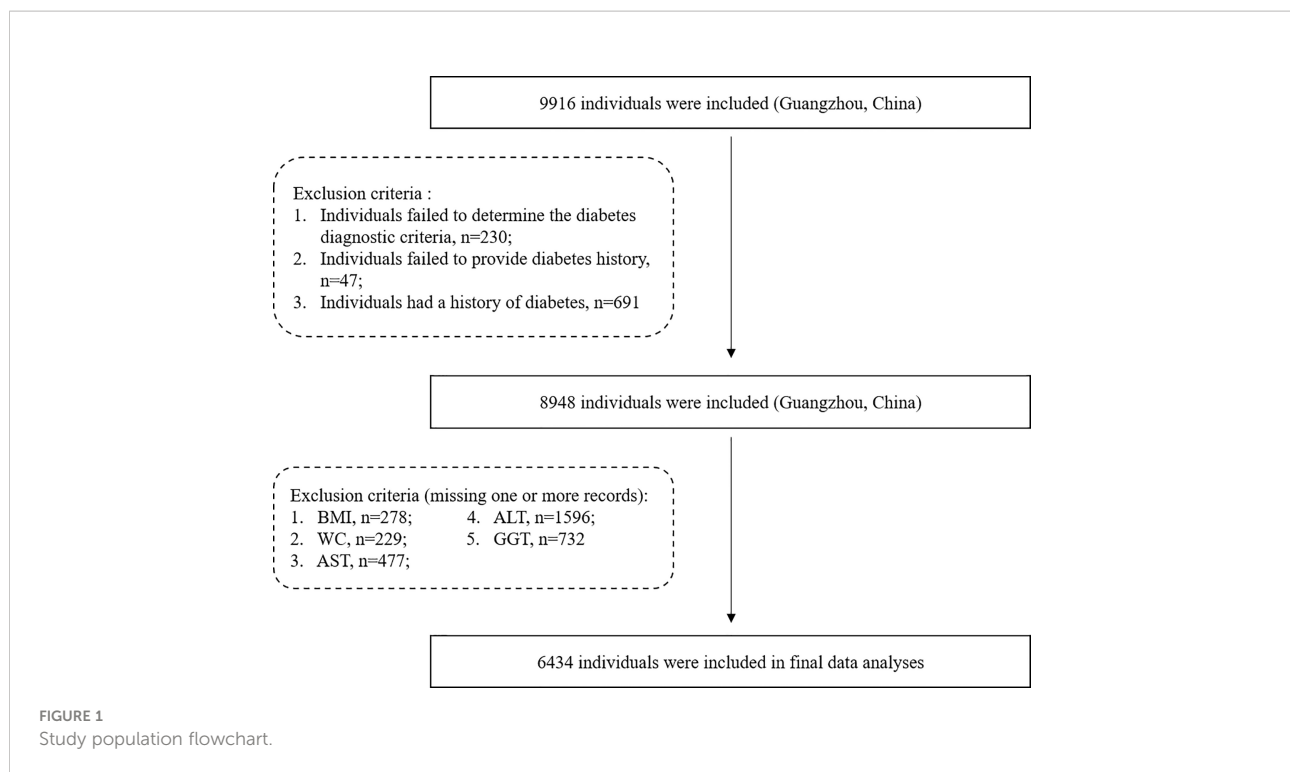 9916 individuals were included (Guangzhou, China)
Exclusion criteria :
1. Individuals failed to determine the diabetes
diagnostic criteria, n=230;
2. Individuals failed to provide diabetes history,
n=47;
3. Individuals had a history of diabetes, n=691
8948 individuals were included (Guangzhou, China)
Exclusion criteria (missing one or more records):
1. BMI, n=278; 4. ALT, n=1596;
2. WC, n=229; 5. GGT, n=732
3. AST, n=477;
6434 individuals were included in final data analyses
FIGURE 1
Study population flowchart.